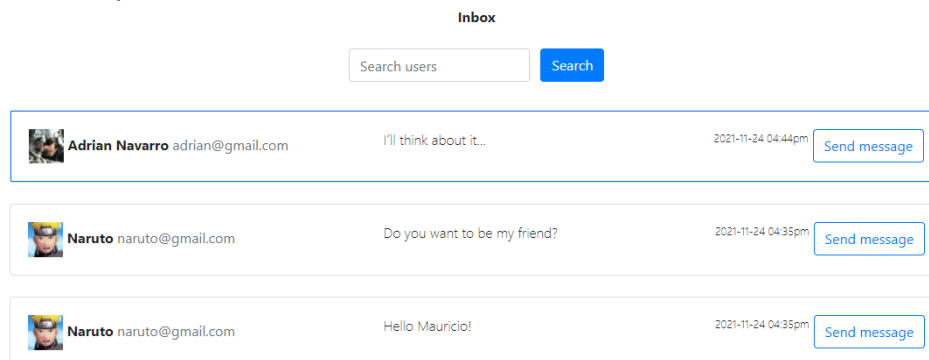 Inbox
Search users Search
Adrian Navarro adrian@gmail.com I'll think about it... 2021-11-24 04:44pm Send message
Naruto naruto@gmail.com Do you want to be my friend? 2021-11-24 04:35pm Send message
Naruto naruto@gmail.com Hello Mauricio! 2021-11-24 04:35pm Send message